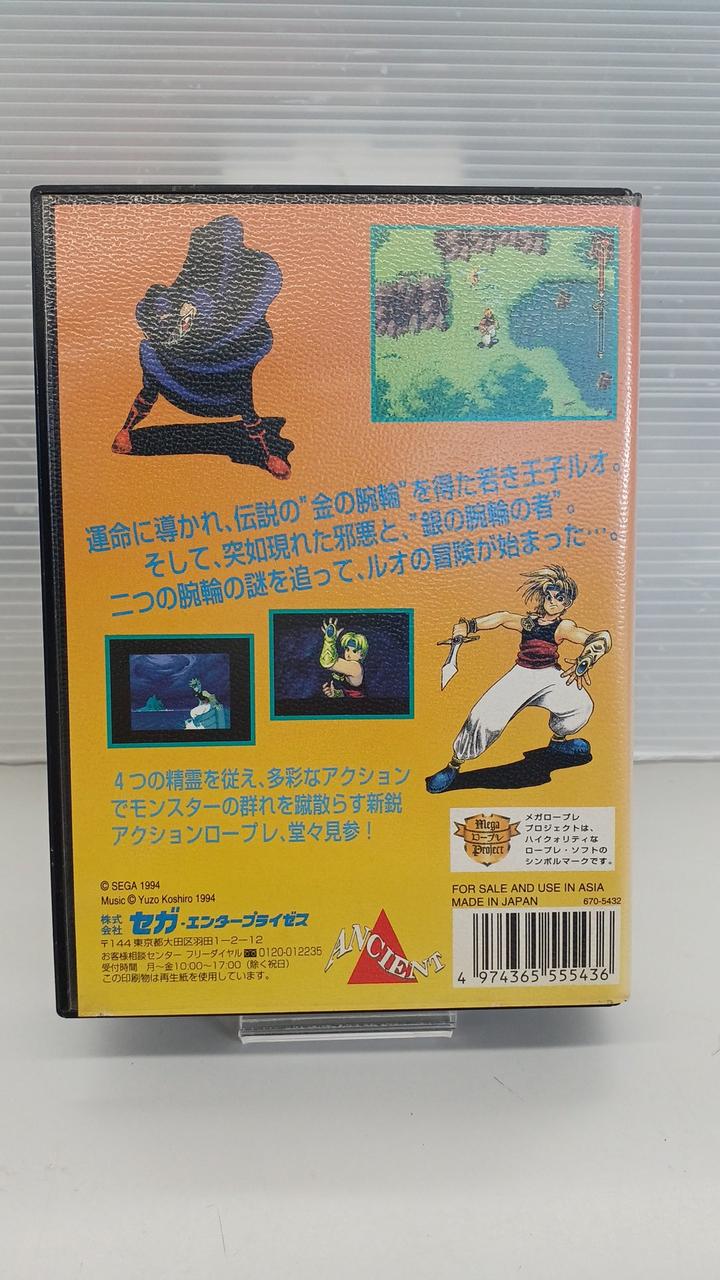 運命に導かれ、伝説の"金の腕輪"を得た若き王子ルオ。
そして、突如現れた邪悪と、"銀の腕輪の者"。
二つの腕輪の謎を追って、ルオの冒険が始まった…。
4つの精霊を従え、多彩なアクション
でモンスターの群れを蹴散らす新鋭
アクションロープレ、堂々見参！
Mega
ロープレ
Project
メガロープレ
プロジェクトは、
ハイクォリティな
ロープレ・ソフトの
シンボルマークです。
© SEGA 1994
Music © Yuzo Koshiro 1994
株式会社 セガ・エンタープライゼス
〒144 東京都大田区羽田1-2-12
お客様相談センター フリーダイヤル 0120-012235
受付時間 月〜金10:00〜17:00（除く祝日）
この印刷物は再生紙を使用しています。
ANCIENT
FOR SALE AND USE IN ASIA
MADE IN JAPAN 670-5432
4 974365 555436